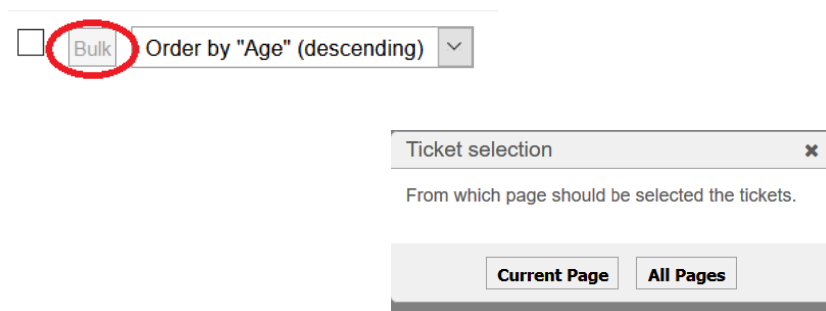 Bulk Order by "Age" (descending)
Ticket selection
From which page should be selected the tickets.
Current Page All Pages